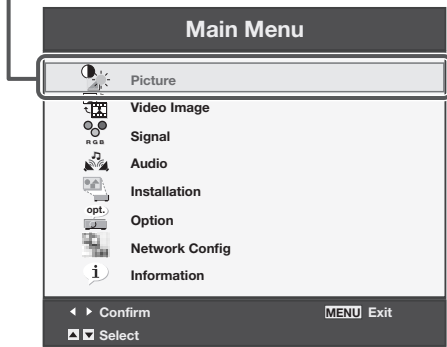 Main Menu
Picture
Video Image
RGB
Signal
Audio
Installation
opt.
Option
Network Config
i
Information
◂ ▸ Confirm
MENU Exit
▲ ▼ Select